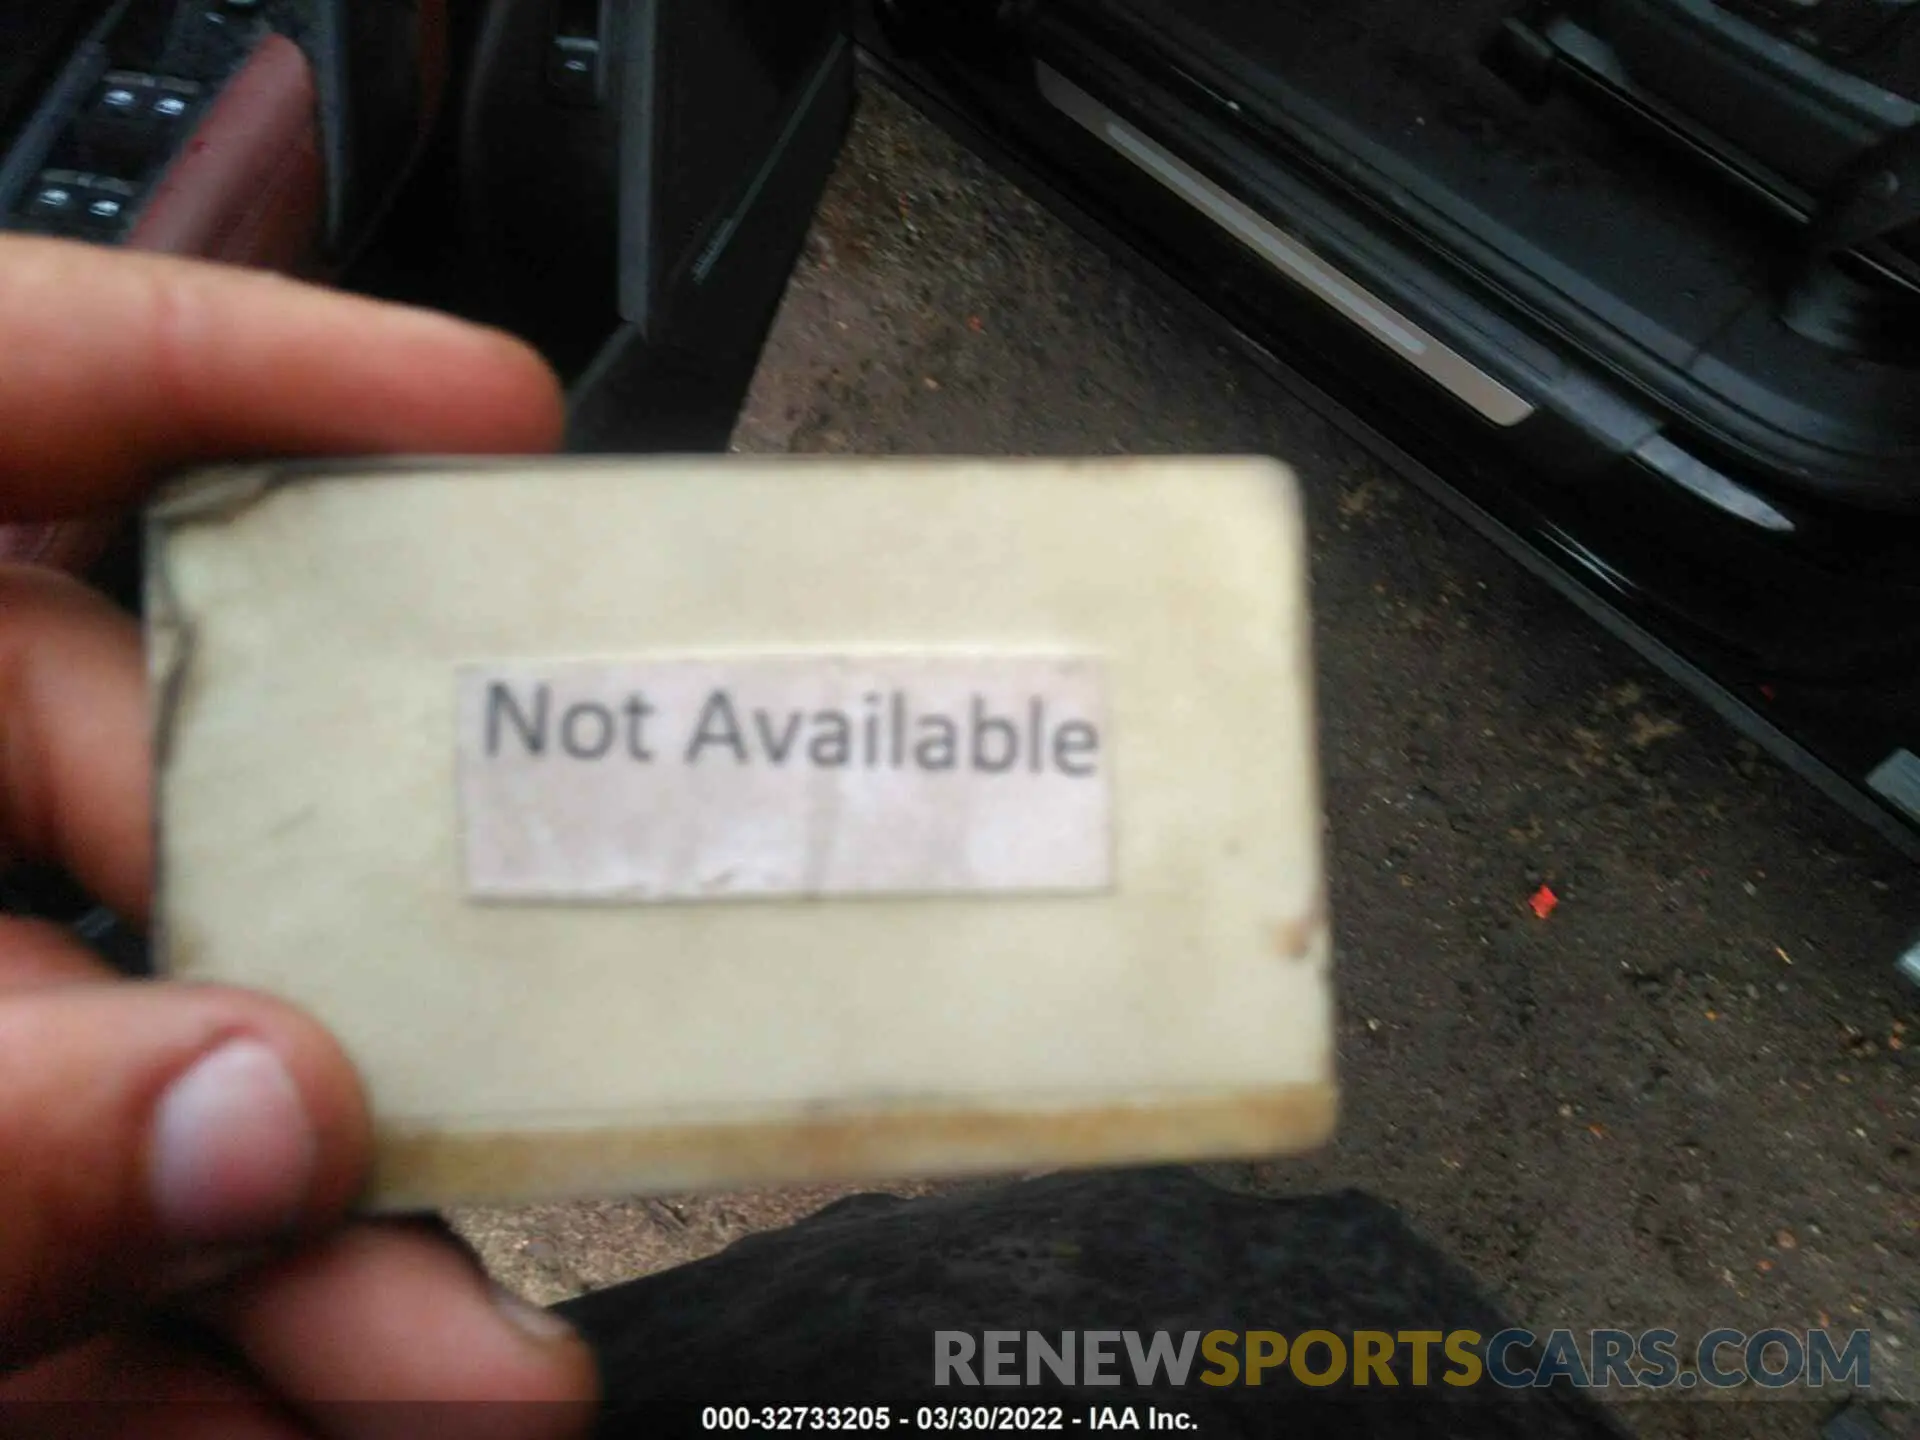 Not Available
RENEWSPORTSCARS.COM
000-32733205 - 03/30/2022 - IAA Inc.